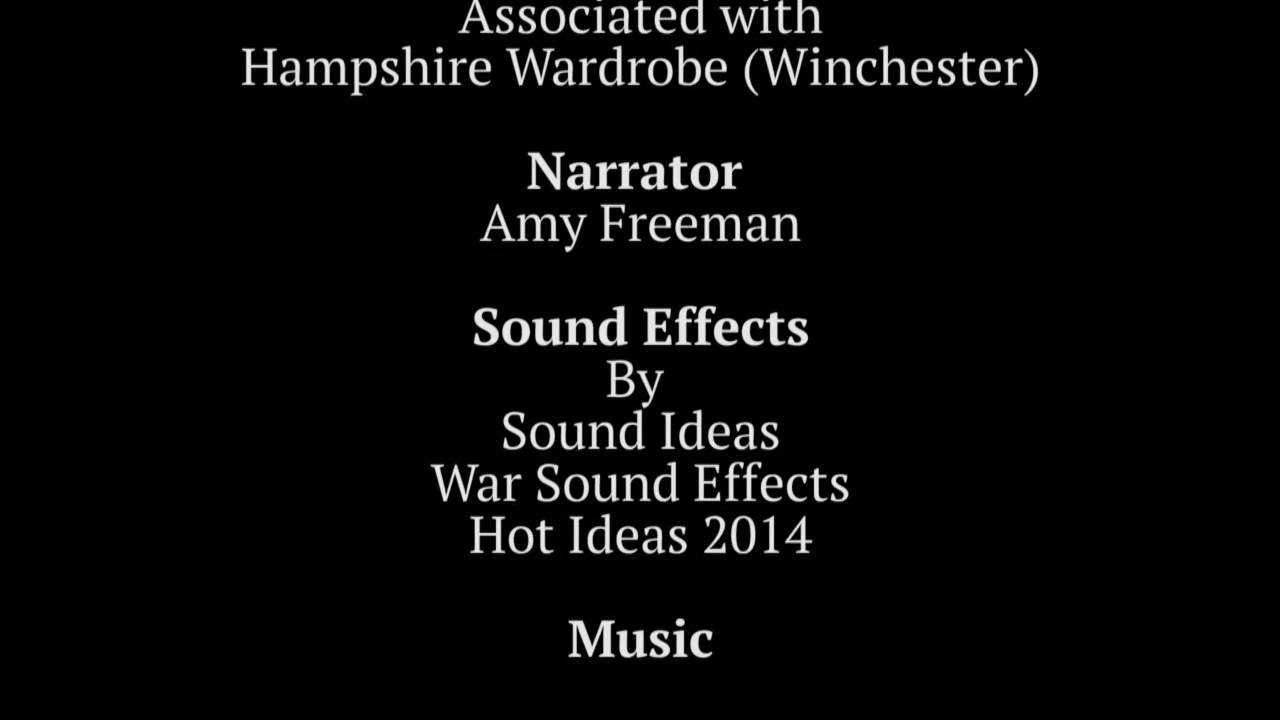 Associated with
Hampshire Wardrobe (Winchester)
Narrator
Amy Freeman
Sound Effects
By
Sound Ideas
War Sound Effects
Hot Ideas 2014
Music